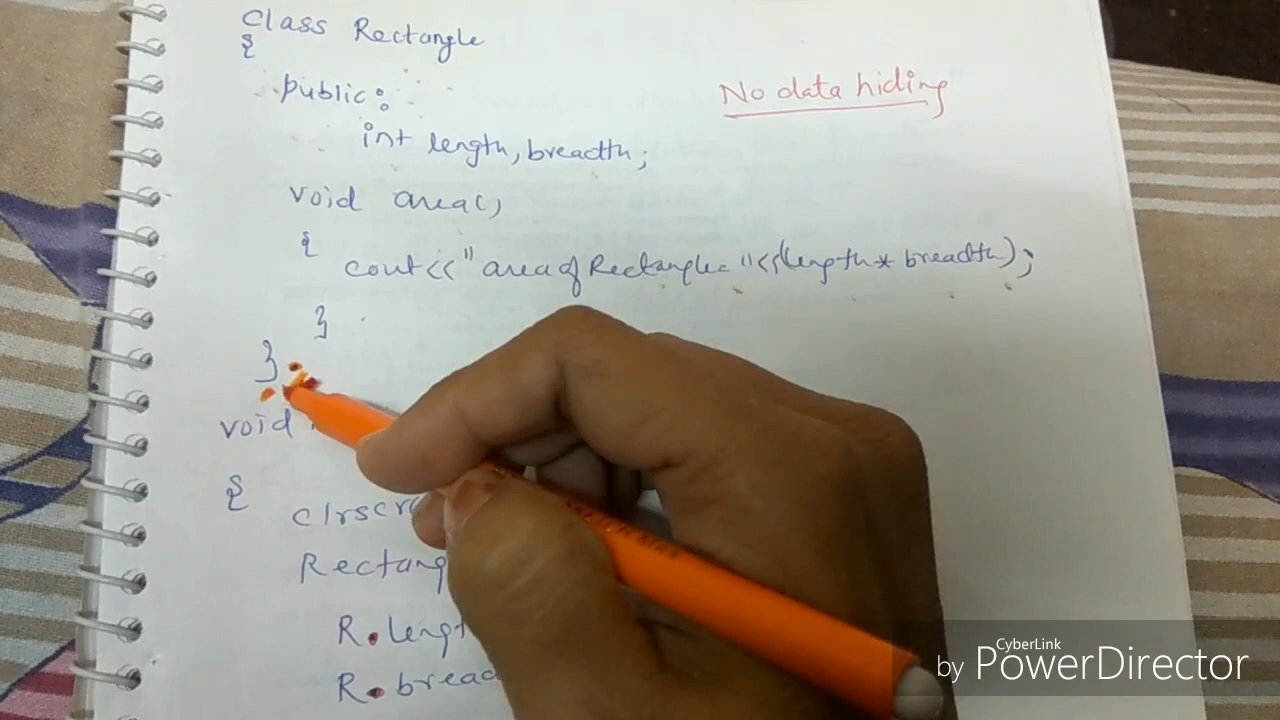 Class Rectangle
{
public:
No data hiding
int length, breadth;
void area()
{
cout<<"area of Rectangle= "<<(length* breadth);
}
};
void
{
clrscr
Rectang
R.lengt
R.bread
CyberLink
by PowerDirector